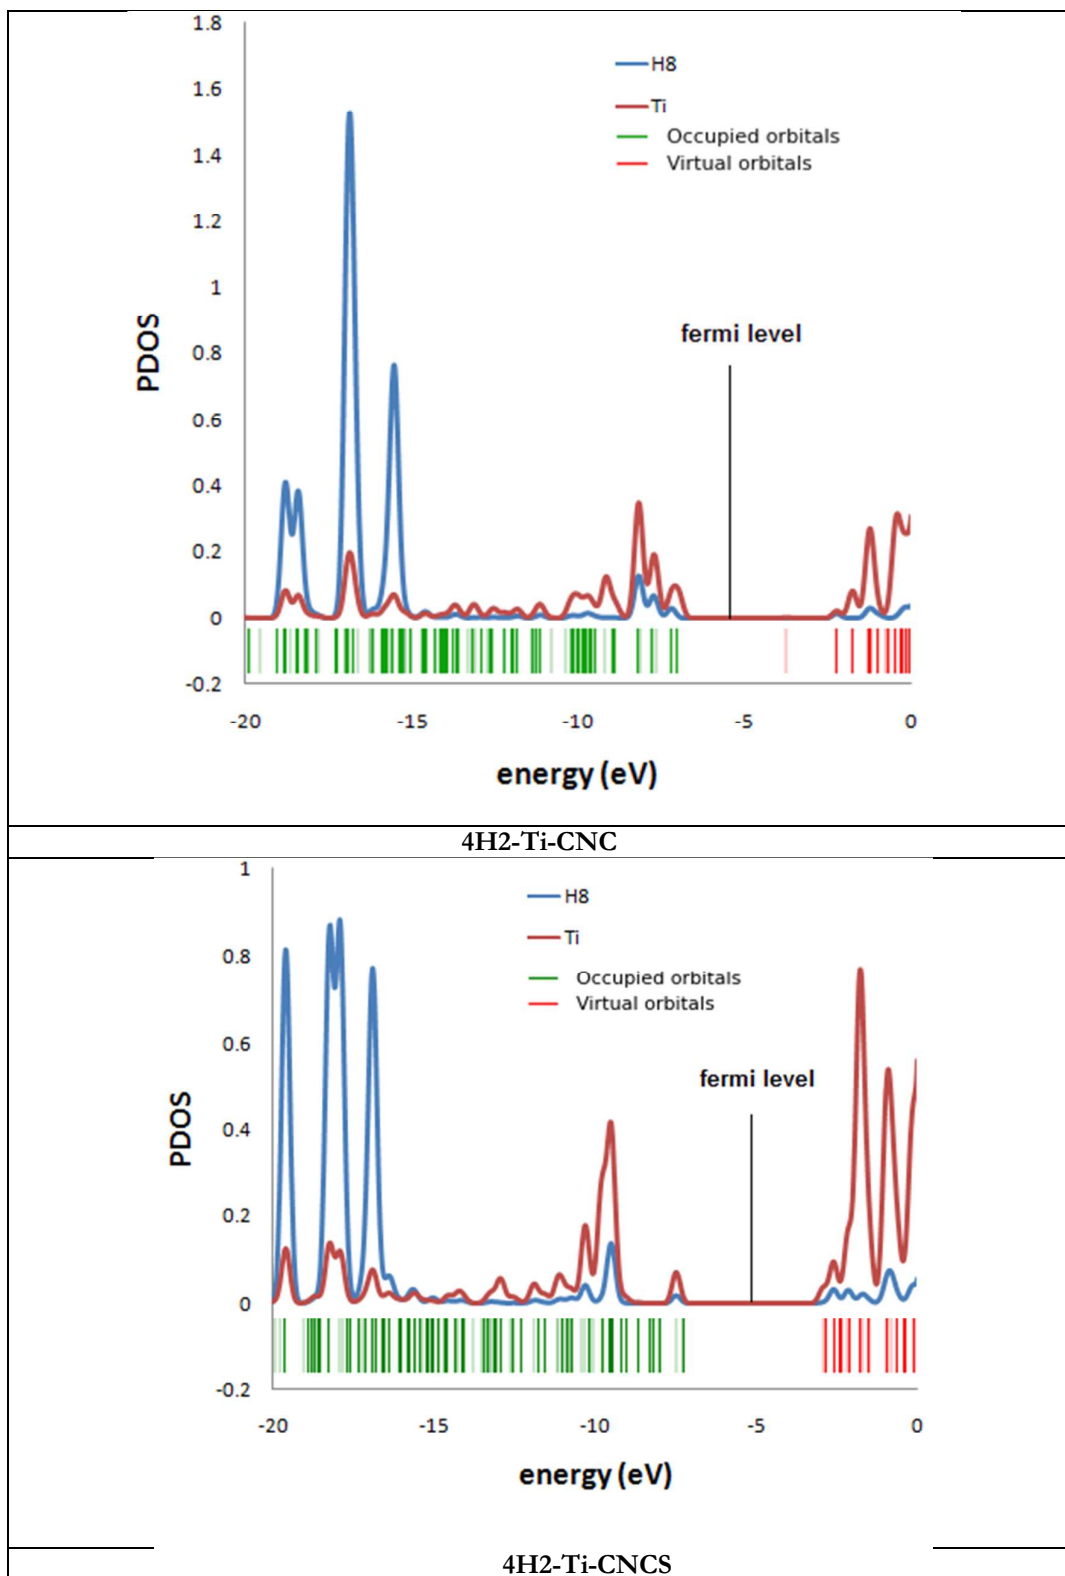 1.8
1.6
1.4
1.2
1
0.8
0.6
0.4
0.2
0
-0.2
PDOS
H8
Ti
Occupied orbitals
Virtual orbitals
fermi level
-20 -15 -10 -5 0
energy (eV)
4H2-Ti-CNC
1
0.8
0.6
0.4
0.2
0
-0.2
PDOS
H8
Ti
Occupied orbitals
Virtual orbitals
fermi level
-20 -15 -10 -5 0
energy (eV)
4H2-Ti-CNCS